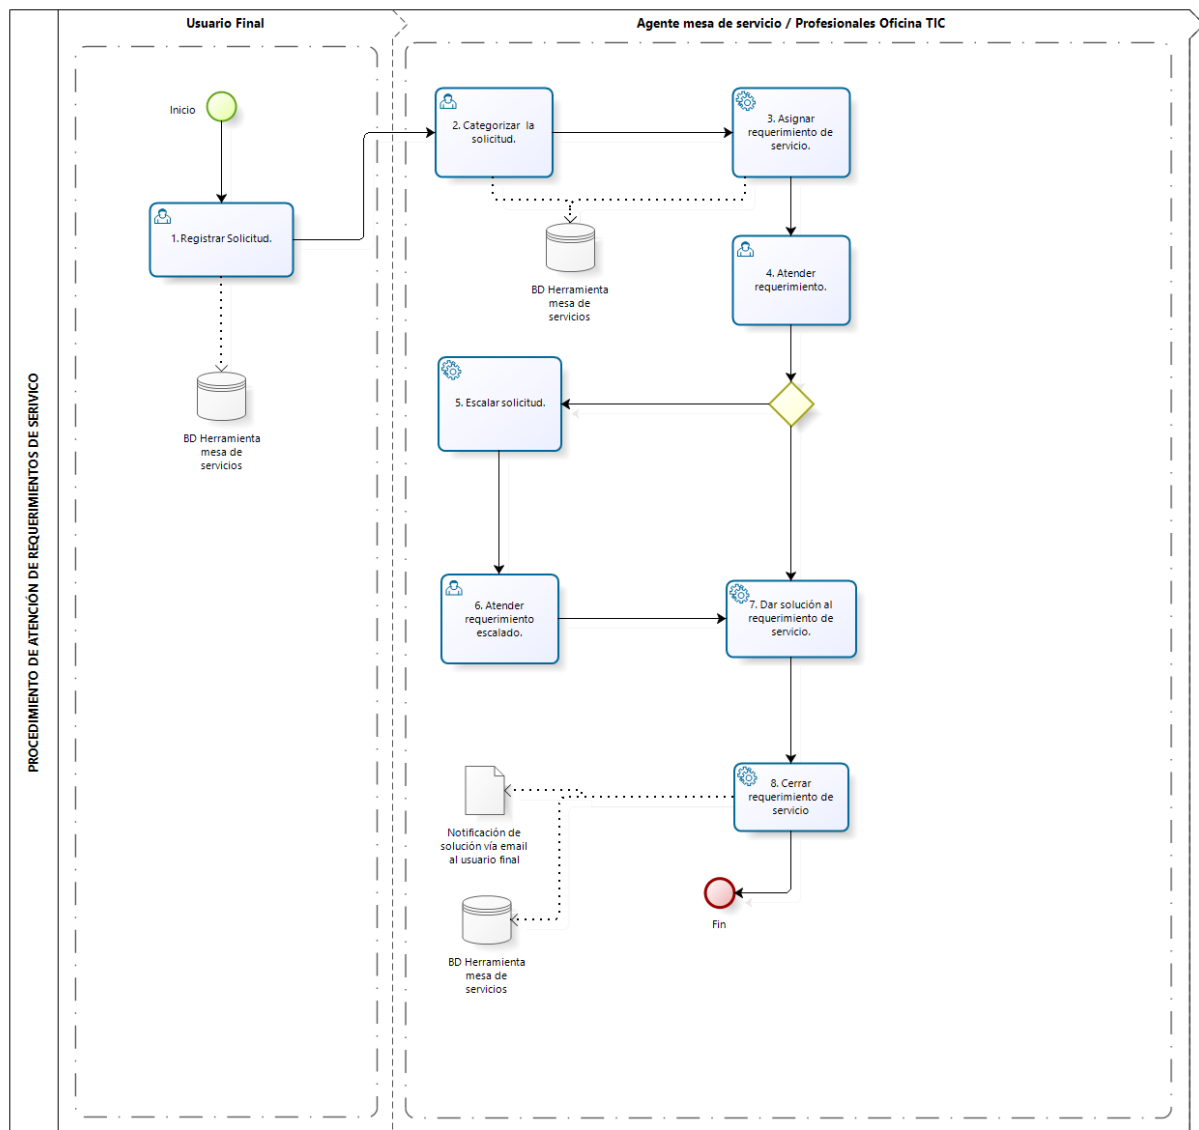 PROCEDIMIENTO DE ATENCIÓN DE REQUERIMIENTOS DE SERIVICO
Usuario Final
Agente mesa de servicio / Profesionales Oficina TIC
Inicio
1. Registrar Solicitud.
BD Herramienta
mesa de
servicios
2. Categorizar la
solicitud.
3. Asignar
requerimiento de
servicio.
BD Herramienta
mesa de
servicios
4. Atender
requerimiento.
5. Escalar solicitud.
6. Atender
requerimiento
escalado.
7. Dar solución al
requerimiento de
servicio.
8. Cerrar
requerimiento de
servicio
Notificación de
solución vía email
al usuario final
BD Herramienta
mesa de
servicios
Fin